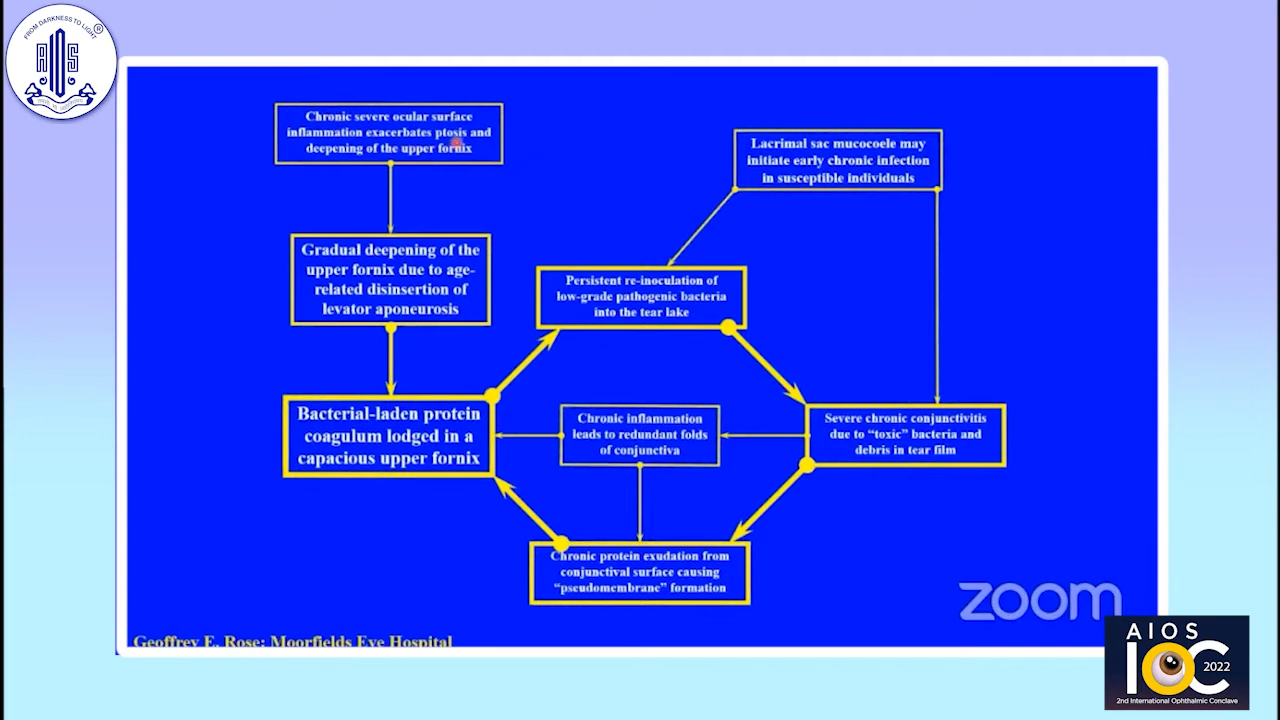 FROM DARKNESS TO LIGHT
®
AIOS
Chronic severe ocular surface
inflammation exacerbates ptosis and
deepening of the upper fornix
Lacrimal sac mucocoele may
initiate early chronic infection
in susceptible individuals
Gradual deepening of the
upper fornix due to age-
related disinsertion of
levator aponeurosis
Persistent re-inoculation of
low-grade pathogenic bacteria
into the tear lake
Bacterial-laden protein
coagulum lodged in a
capacious upper fornix
Chronic inflammation
leads to redundant folds
of conjunctiva
Severe chronic conjunctivitis
due to “toxic” bacteria and
debris in tear film
Chronic protein exudation from
conjunctival surface causing
“pseudomembrane” formation
zoom
Geoffrey E. Rose: Moorfields Eye Hospital
AIOS
IOC
2022
2nd International Ophthalmic Conclave